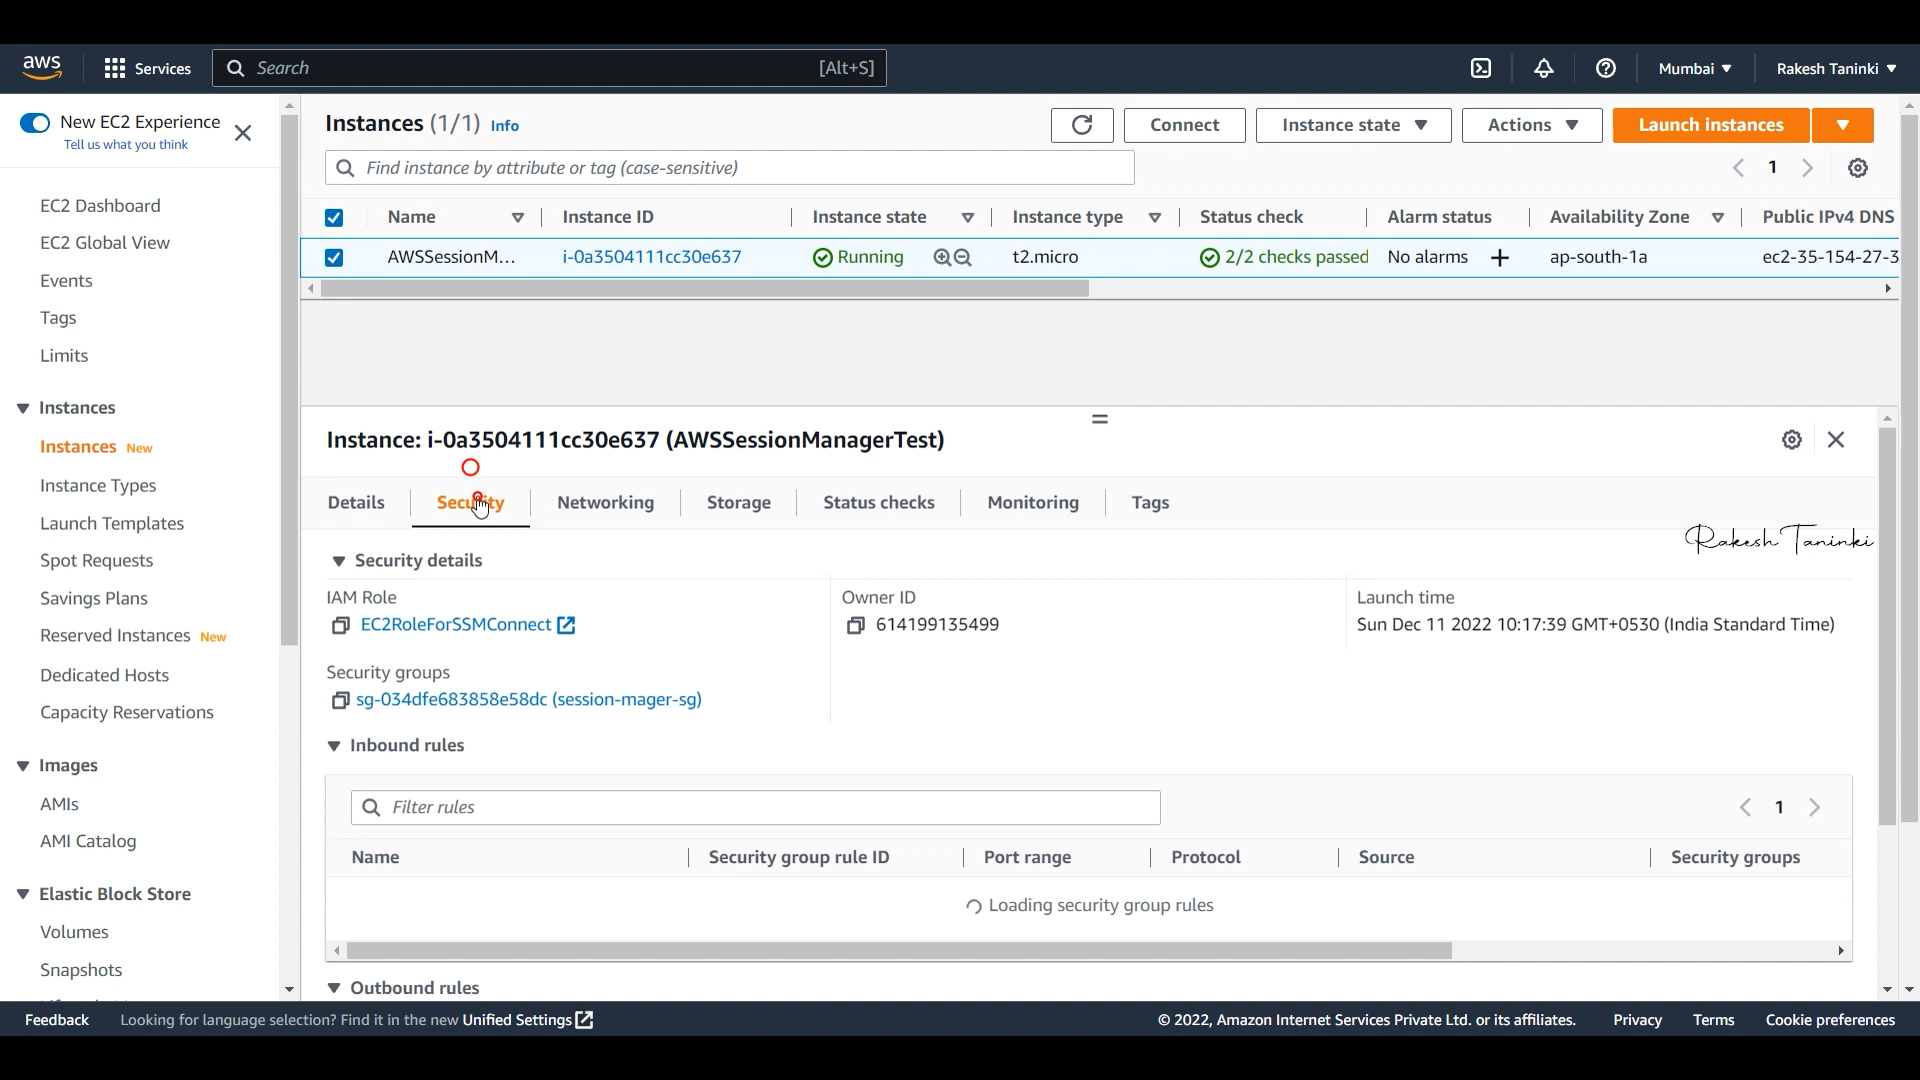 aws
Services
Search
[Alt+S]
Mumbai
Rakesh Taninki
New EC2 Experience
Tell us what you think
EC2 Dashboard
EC2 Global View
Events
Tags
Limits
Instances
Instances New
Instance Types
Launch Templates
Spot Requests
Savings Plans
Reserved Instances New
Dedicated Hosts
Capacity Reservations
Images
AMIs
AMI Catalog
Elastic Block Store
Volumes
Snapshots
Instances (1/1) Info
Connect
Instance state
Actions
Launch instances
Find instance by attribute or tag (case-sensitive)
1
Name Instance ID Instance state Instance type Status check Alarm status Availability Zone Public IPv4 DNS
AWSSessionM... i-0a3504111cc30e637 Running t2.micro 2/2 checks passed No alarms ap-south-1a ec2-35-154-27-3
Instance: i-0a3504111cc30e637 (AWSSessionManagerTest)
Details Security Networking Storage Status checks Monitoring Tags
Rakesh Taninki
Security details
IAM Role Owner ID Launch time
EC2RoleForSSMConnect 614199135499 Sun Dec 11 2022 10:17:39 GMT+0530 (India Standard Time)
Security groups
sg-034dfe683858e58dc (session-mager-sg)
Inbound rules
Filter rules
1
Name Security group rule ID Port range Protocol Source Security groups
Loading security group rules
Outbound rules
Feedback Looking for language selection? Find it in the new Unified Settings © 2022, Amazon Internet Services Private Ltd. or its affiliates. Privacy Terms Cookie preferences